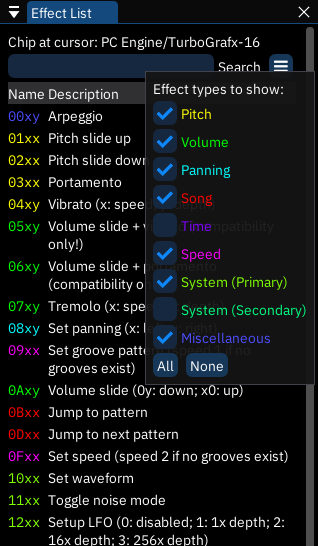 Effect List
Chip at cursor: PC Engine/TurboGrafx-16
Search
Name Description
Effect types to show:
Pitch
Volume
Panning
Song
Time
Speed
System (Primary)
System (Secondary)
Miscellaneous
All None
00xy Arpeggio
01xx Pitch slide up
02xx Pitch slide down
03xx Portamento
04xy Vibrato (x: speed
05xy Volume slide + compatibility
only!)
06xy Volume slide +
(compatibility
07xy Tremolo (x:
08xy Set panning (x:
09xx Set groove pattern if no
grooves exist)
0Axy Volume slide (0y: down; x0: up)
0Bxx Jump to pattern
0Dxx Jump to next pattern
0Fxx Set speed (speed 2 if no grooves exist)
10xx Set waveform
11xx Toggle noise mode
12xx Setup LFO (0: disabled; 1: 1x depth; 2:
16x depth; 3: 256x depth)